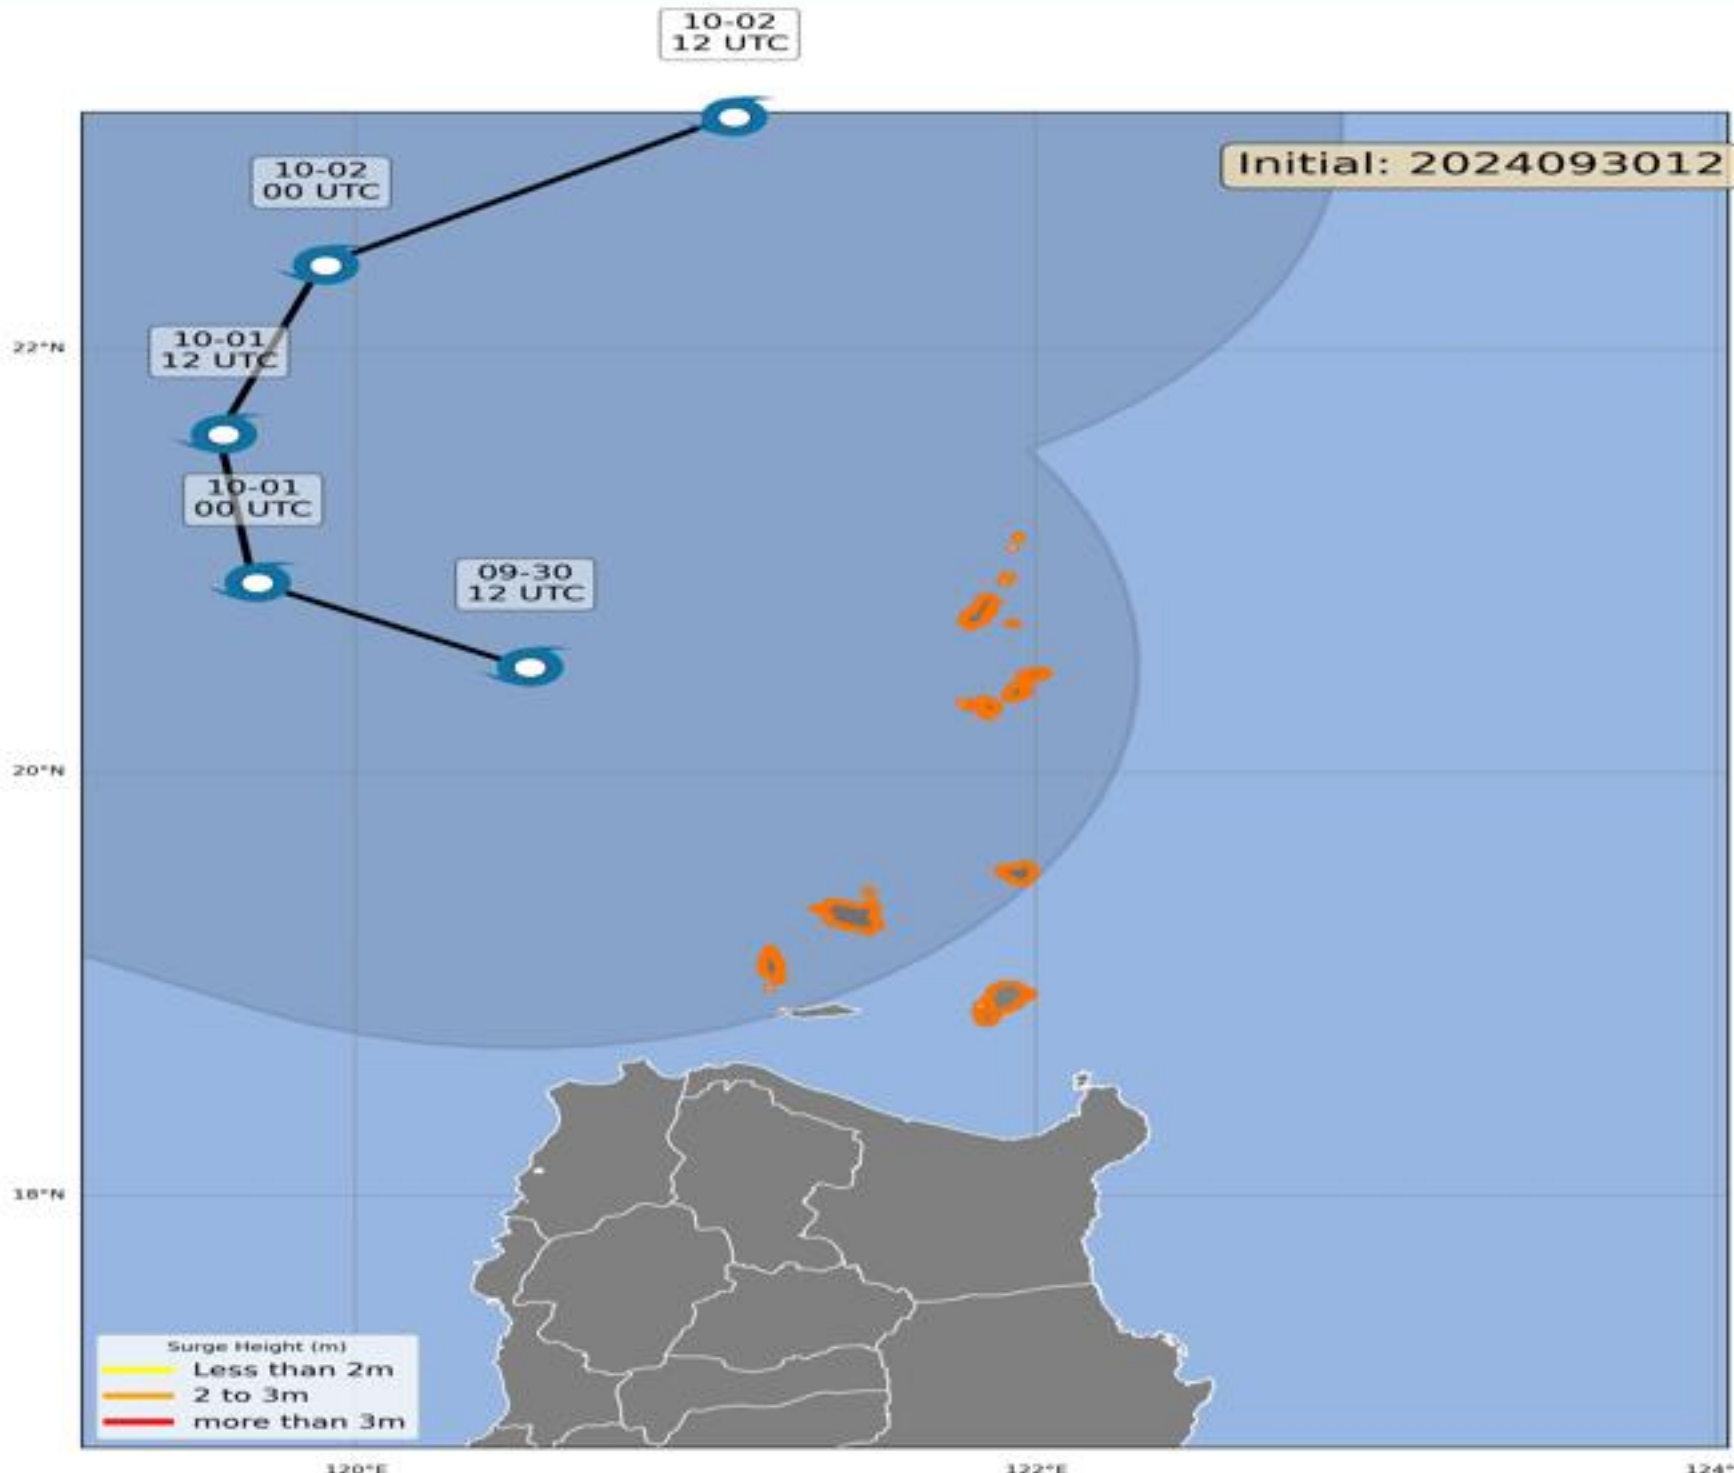 10-02
12 UTC
Initial: 2024093012
10-02
00 UTC
10-01
12 UTC
22°N
10-01
00 UTC
09-30
12 UTC
20°N
18°N
Surge Height (m)
Less than 2m
2 to 3m
more than 3m
120°E
122°E
124°